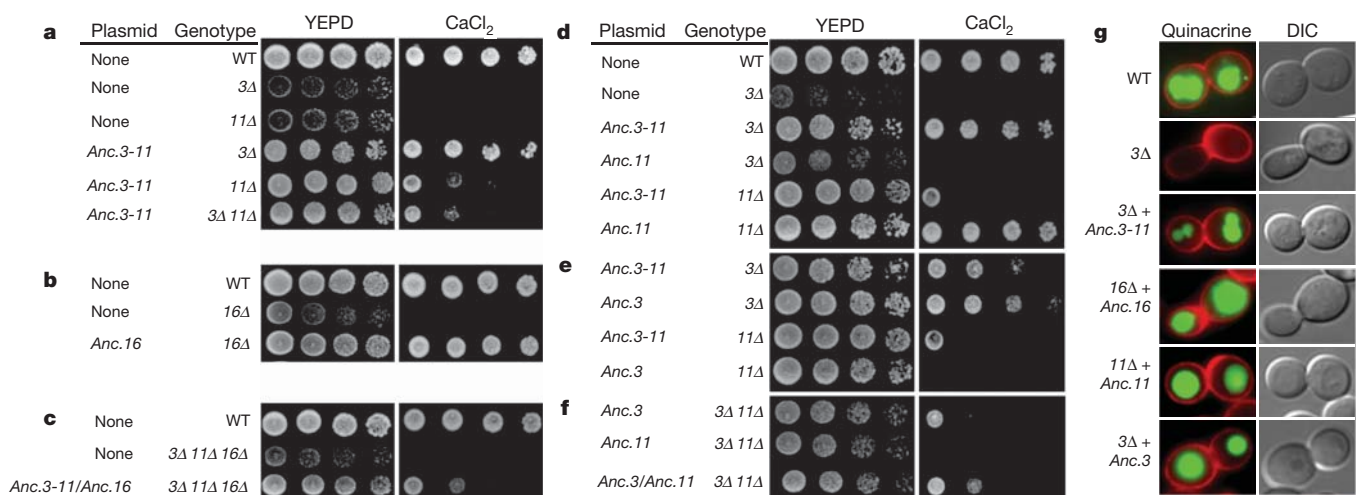 a
Plasmid Genotype YEPD CaCl2
None WT
None 3Δ
None 11Δ
Anc.3-11 3Δ
Anc.3-11 11Δ
Anc.3-11 3Δ 11Δ
b
None WT
None 16Δ
Anc.16 16Δ
c
None WT
None 3Δ 11Δ 16Δ
Anc.3-11/Anc.16 3Δ 11Δ 16Δ
d
Plasmid Genotype YEPD CaCl2
None WT
None 3Δ
Anc.3-11 3Δ
Anc.11 3Δ
Anc.3-11 11Δ
Anc.11 11Δ
e
Anc.3-11 3Δ
Anc.3 3Δ
Anc.3-11 11Δ
Anc.3 11Δ
f
Anc.3 3Δ 11Δ
Anc.11 3Δ 11Δ
Anc.3/Anc.11 3Δ 11Δ
g
Quinacrine DIC
WT
3Δ
3Δ +
Anc.3-11
16Δ +
Anc.16
11Δ +
Anc.11
3Δ +
Anc.3